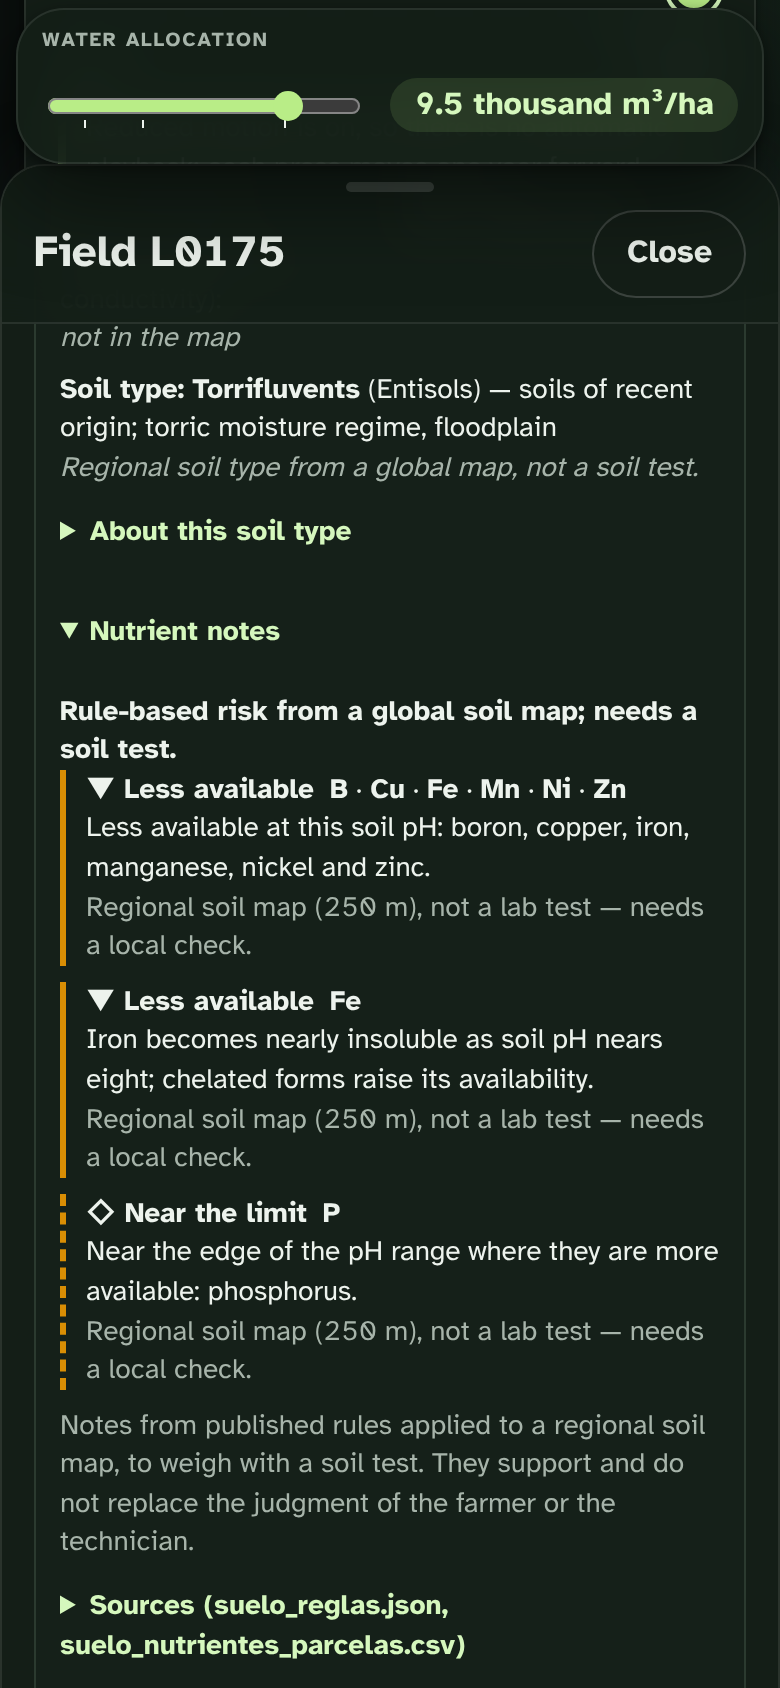 WATER ALLOCATION
9.5 thousand m³/ha
Field L0175
Close
not in the map
Soil type: Torrifluvents (Entisols) — soils of recent
origin; torric moisture regime, floodplain
Regional soil type from a global map, not a soil test.
▶ About this soil type
▼ Nutrient notes
Rule-based risk from a global soil map; needs a
soil test.
▼ Less available B · Cu · Fe · Mn · Ni · Zn
Less available at this soil pH: boron, copper, iron,
manganese, nickel and zinc.
Regional soil map (250 m), not a lab test — needs
a local check.
▼ Less available Fe
Iron becomes nearly insoluble as soil pH nears
eight; chelated forms raise its availability.
Regional soil map (250 m), not a lab test — needs
a local check.
◇ Near the limit P
Near the edge of the pH range where they are more
available: phosphorus.
Regional soil map (250 m), not a lab test — needs
a local check.
Notes from published rules applied to a regional soil
map, to weigh with a soil test. They support and do
not replace the judgment of the farmer or the
technician.
▶ Sources (suelo_reglas.json,
suelo_nutrientes_parcelas.csv)